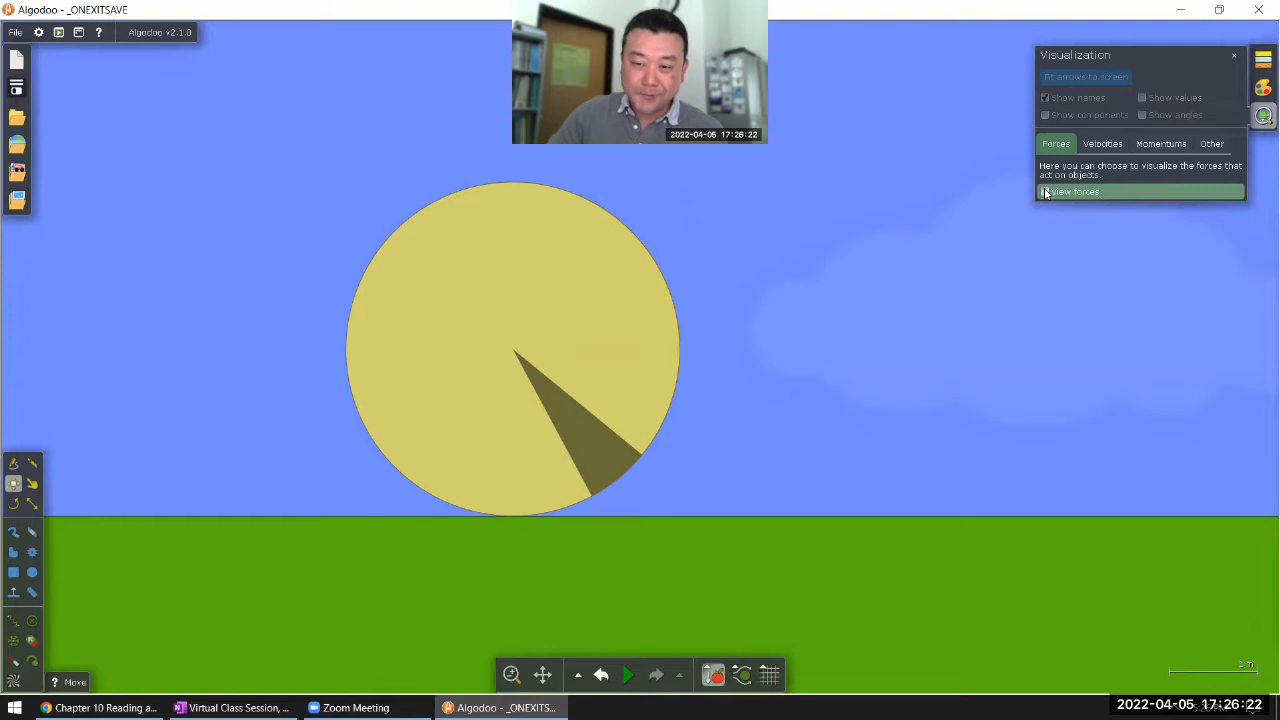 Algodoo - _ONEXITSAVE
File
?
Algodoo v2.1.0
2022-04-05 17:26:22
Visualization
×
Fit arrows to screen
Show names
Show values
Show components
Show angles
Forces
Velocities
Momentums
Other
Here you can choose to visualize the forces that
act on objects.
View forces
? Move
Chapter 10 Reading a...
Virtual Class Session, ...
Zoom Meeting
Algodoo - _ONEXITS...
2022-04-05 17:26:22